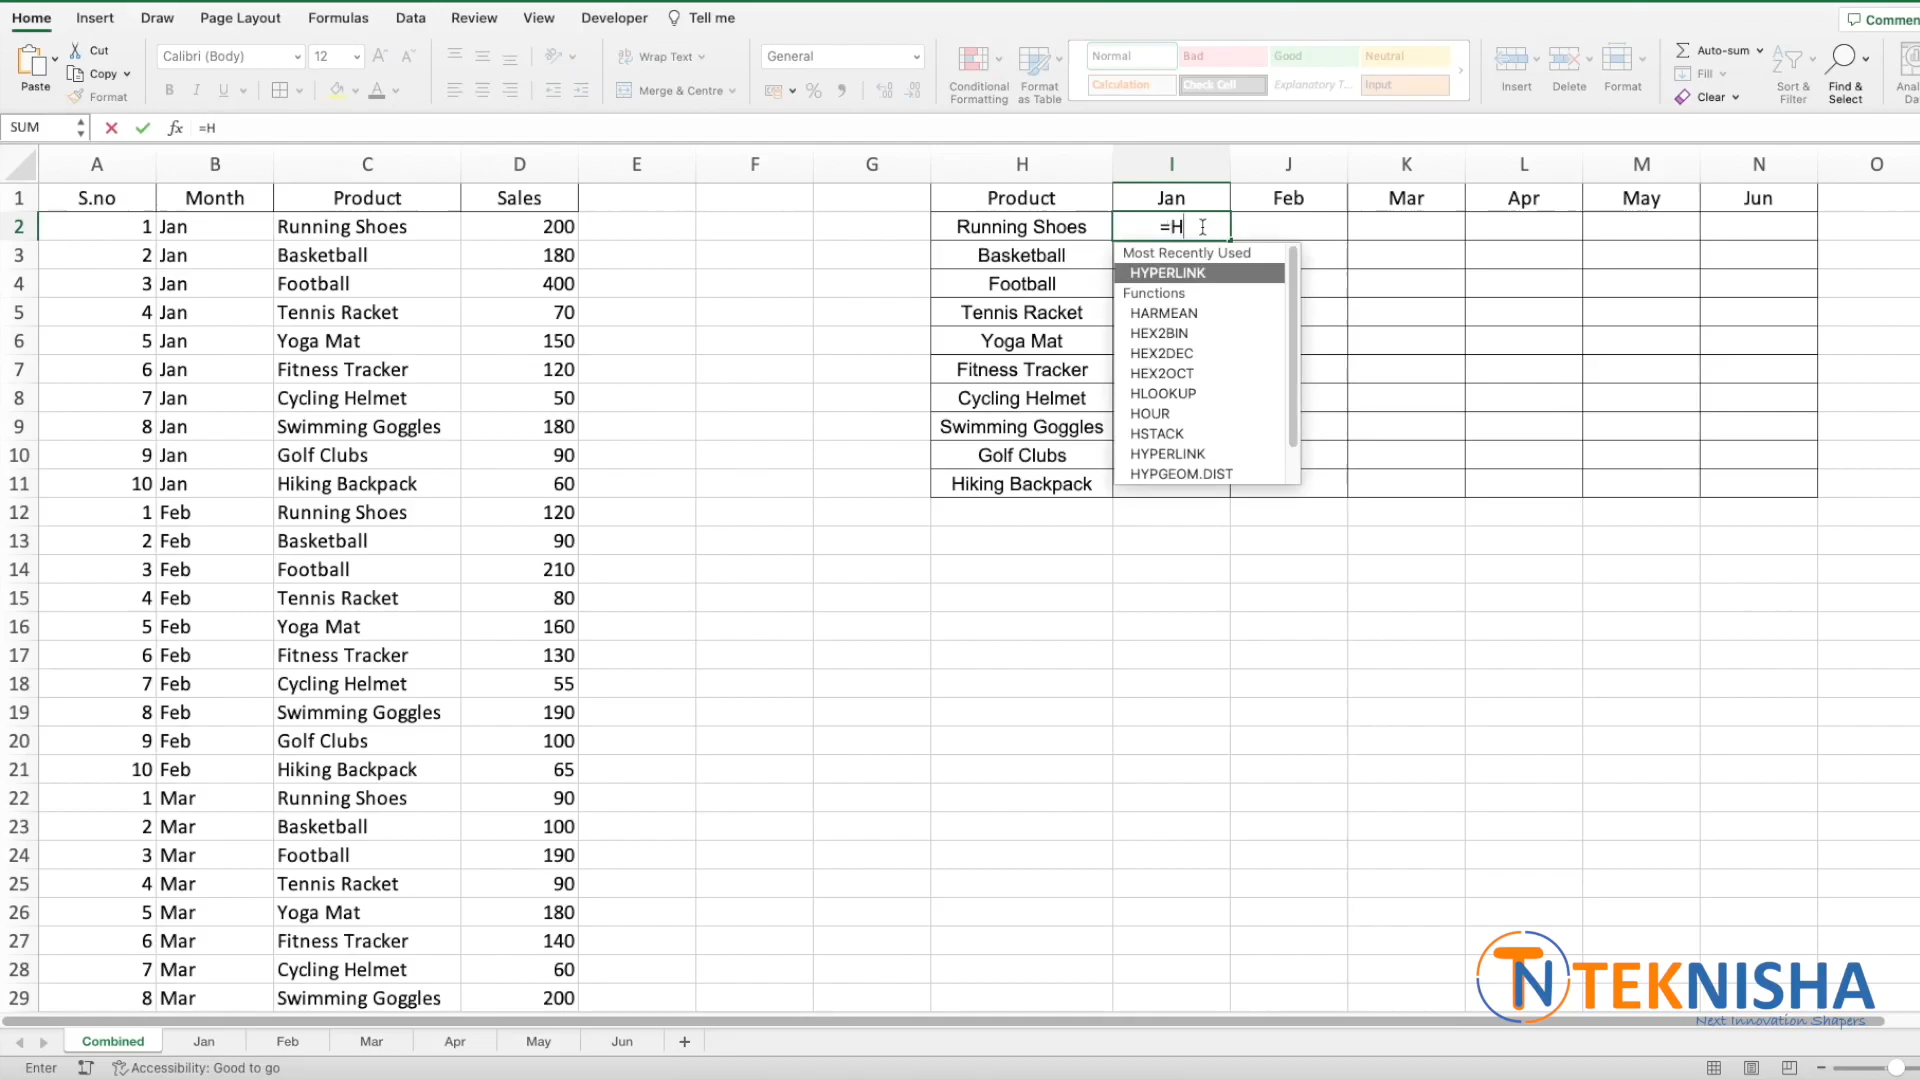 Home Insert Draw Page Layout Formulas Data Review View Developer Tell me
Commen
Paste Cut Copy Format
Calibri (Body) 12
Wrap Text
Merge & Centre
General
Conditional Formatting
Format as Table
Normal Bad Good Neutral
Calculation Check Cell Explanatory T... Input
Insert Delete Format
Auto-sum
Fill
Clear
Sort & Filter
Find & Select
SUM fx =H
A B C D E F G H I J K L M N O
1 S.no Month Product Sales Product Jan Feb Mar Apr May Jun
2 1 Jan Running Shoes 200 Running Shoes =H
3 2 Jan Basketball 180 Basketball
4 3 Jan Football 400 Football
5 4 Jan Tennis Racket 70 Tennis Racket
6 5 Jan Yoga Mat 150 Yoga Mat
7 6 Jan Fitness Tracker 120 Fitness Tracker
8 7 Jan Cycling Helmet 50 Cycling Helmet
9 8 Jan Swimming Goggles 180 Swimming Goggles
10 9 Jan Golf Clubs 90 Golf Clubs
11 10 Jan Hiking Backpack 60 Hiking Backpack
Most Recently Used
HYPERLINK
Functions
HARMEAN
HEX2BIN
HEX2DEC
HEX2OCT
HLOOKUP
HOUR
HSTACK
HYPERLINK
HYPGEOM.DIST
12 1 Feb Running Shoes 120
13 2 Feb Basketball 90
14 3 Feb Football 210
15 4 Feb Tennis Racket 80
16 5 Feb Yoga Mat 160
17 6 Feb Fitness Tracker 130
18 7 Feb Cycling Helmet 55
19 8 Feb Swimming Goggles 190
20 9 Feb Golf Clubs 100
21 10 Feb Hiking Backpack 65
22 1 Mar Running Shoes 90
23 2 Mar Basketball 100
24 3 Mar Football 190
25 4 Mar Tennis Racket 90
26 5 Mar Yoga Mat 180
27 6 Mar Fitness Tracker 140
28 7 Mar Cycling Helmet 60
29 8 Mar Swimming Goggles 200
TN TEKNISHA
Next Innovation Shapers
Combined Jan Feb Mar Apr May Jun
Enter Accessibility: Good to go